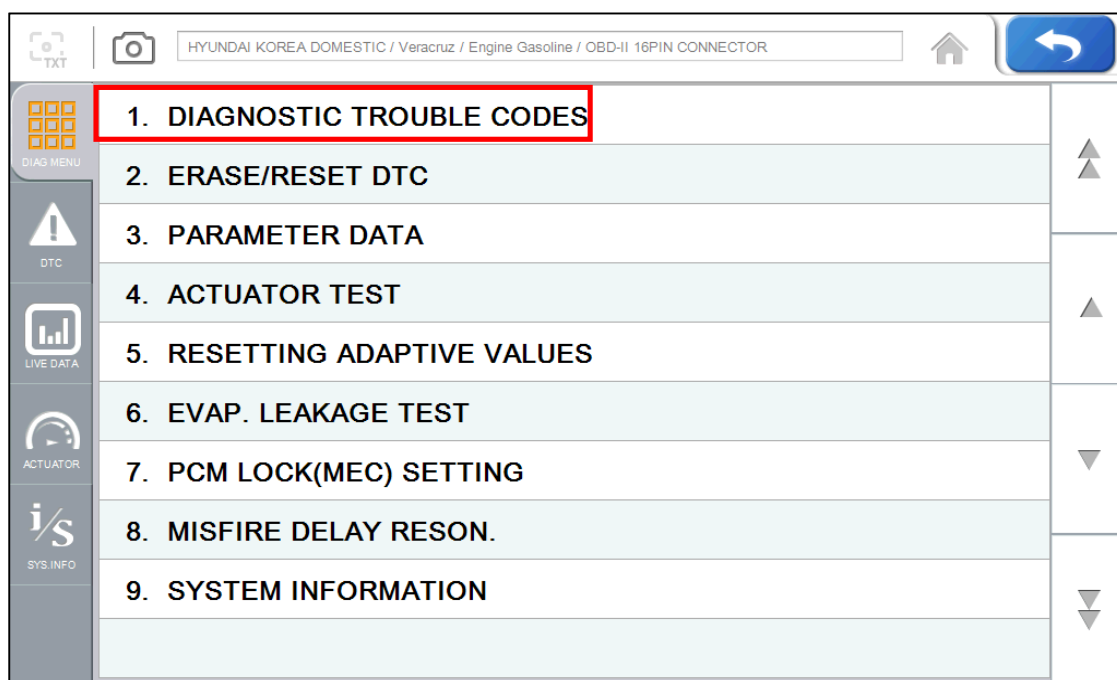 TXT
HYUNDAI KOREA DOMESTIC / Veracruz / Engine Gasoline / OBD-II 16PIN CONNECTOR
DIAG MENU
DTC
LIVE DATA
ACTUATOR
i/s
SYS.INFO
1. DIAGNOSTIC TROUBLE CODES
2. ERASE/RESET DTC
3. PARAMETER DATA
4. ACTUATOR TEST
5. RESETTING ADAPTIVE VALUES
6. EVAP. LEAKAGE TEST
7. PCM LOCK(MEC) SETTING
8. MISFIRE DELAY RESON.
9. SYSTEM INFORMATION